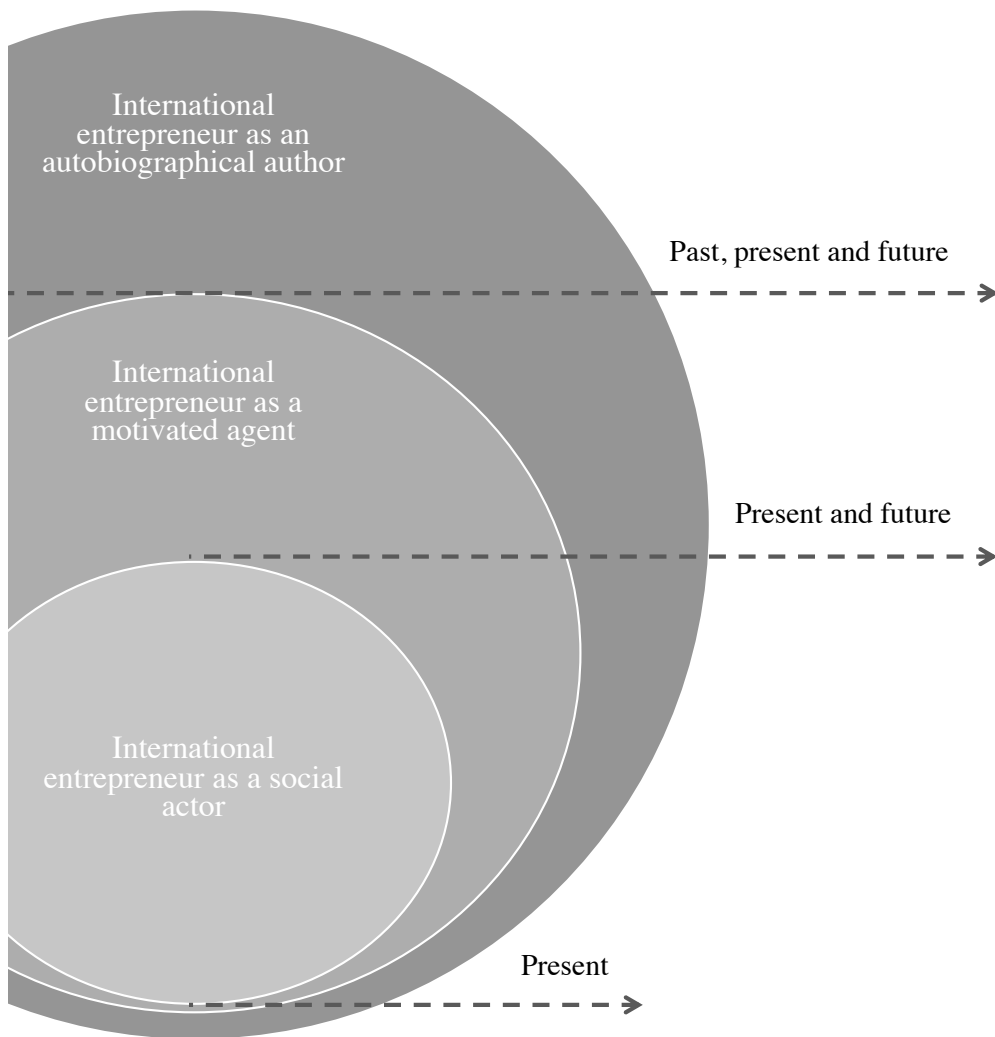 International
entrepreneur as an
autobiographical author
Past, present and future
International
entrepreneur as a
motivated agent
Present and future
International
entrepreneur as a social
actor
Present